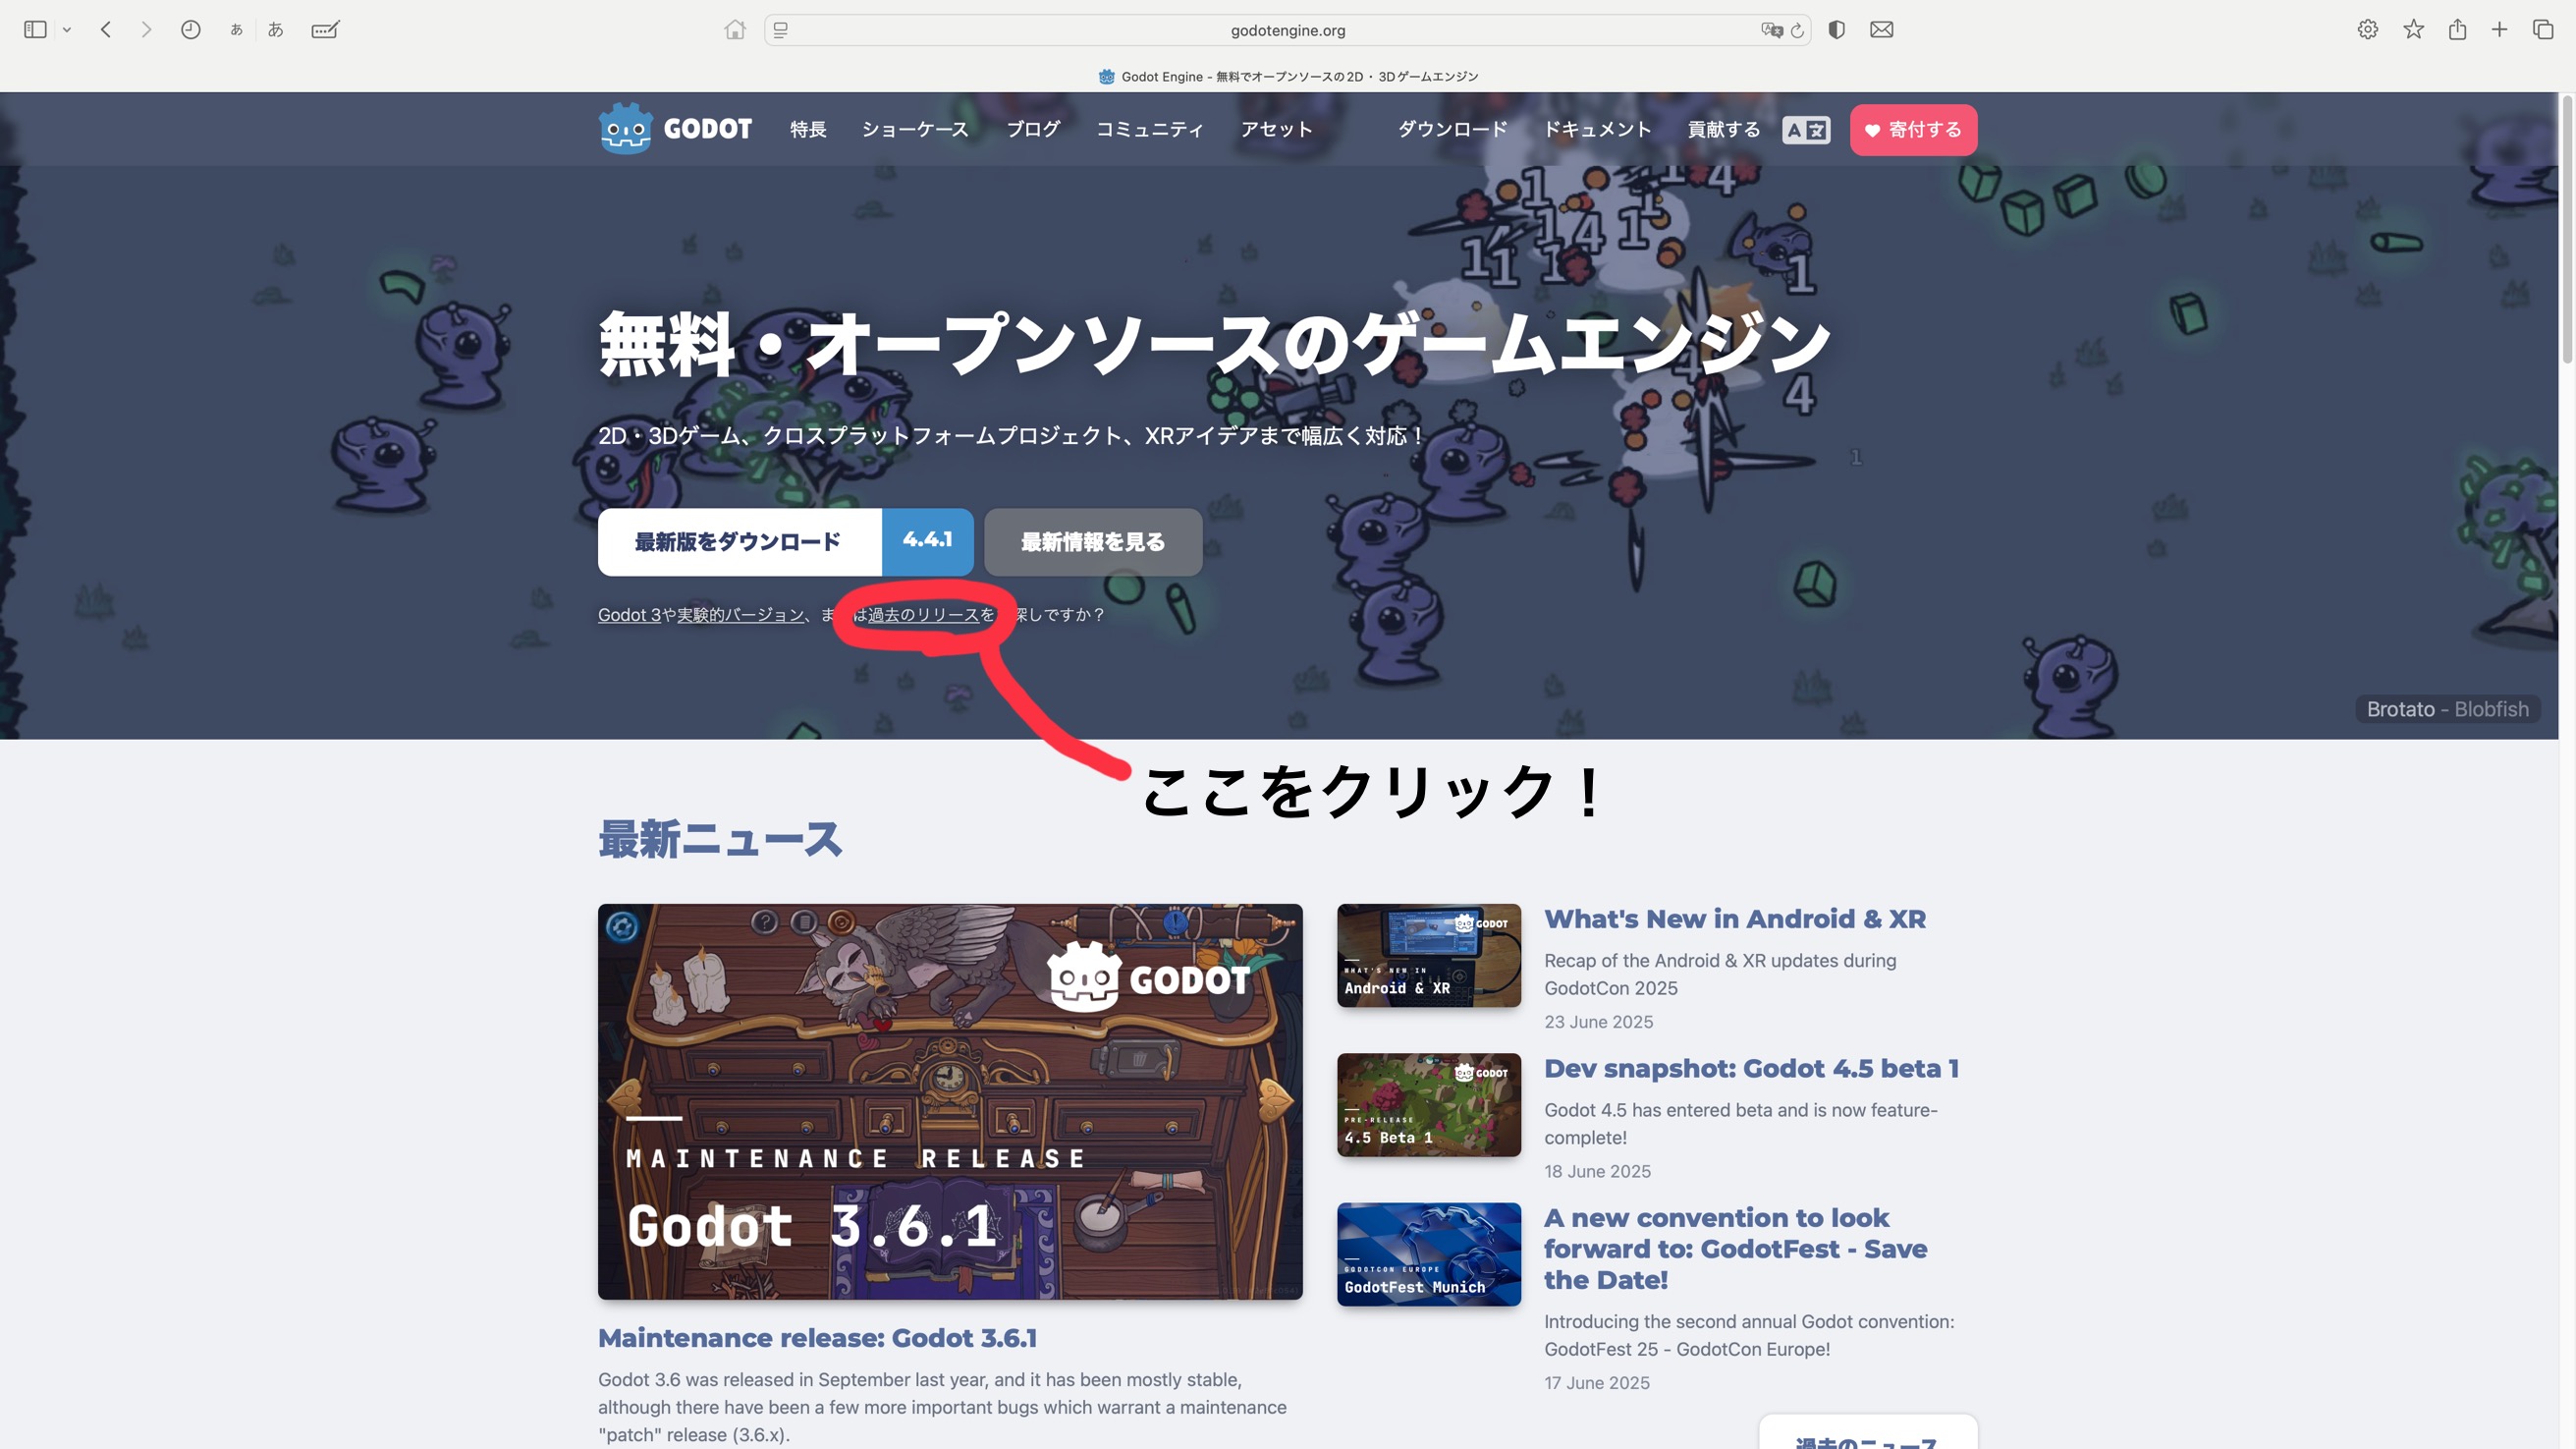 あ あ
godotengine.org
Godot Engine - 無料でオープンソースの2D・3Dゲームエンジン
GODOT 特長 ショーケース ブログ コミュニティ アセット ダウンロード ドキュメント 貢献する A文 寄付する
無料・オープンソースのゲームエンジン
2D・3Dゲーム、クロスプラットフォームプロジェクト、XRアイデアまで幅広く対応！
最新版をダウンロード 4.4.1 最新情報を見る
Godot 3や実験的バージョン、ま は過去のリリースを 探しですか？
Brotato - Blobfish
ここをクリック！
最新ニュース
GODOT
MAINTENANCE RELEASE
Godot 3.6.1
Maintenance release: Godot 3.6.1
Godot 3.6 was released in September last year, and it has been mostly stable,
although there have been a few more important bugs which warrant a maintenance
"patch" release (3.6.x).
GODOT
WHAT'S NEW IN
Android & XR
What's New in Android & XR
Recap of the Android & XR updates during
GodotCon 2025
23 June 2025
GODOT
PRE-RELEASE
4.5 Beta 1
Dev snapshot: Godot 4.5 beta 1
Godot 4.5 has entered beta and is now feature-
complete!
18 June 2025
GODOTCON EUROPE
GodotFest Munich
A new convention to look
forward to: GodotFest - Save
the Date!
Introducing the second annual Godot convention:
GodotFest 25 - GodotCon Europe!
17 June 2025
過去のニュース